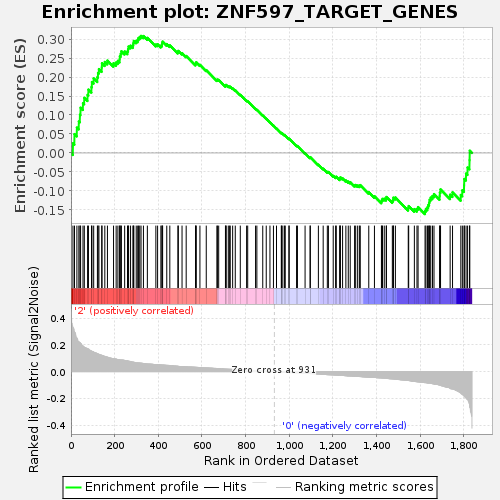 Enrichment plot: ZNF597_TARGET_GENES
Enrichment score (ES)
0.30
0.25
0.20
0.15
0.10
0.05
0.00
-0.05
-0.10
-0.15
'2' (positively correlated)
Ranked list metric (Signal2Noise)
0.4
0.2
0.0
-0.2
-0.4
Zero cross at 931
'0' (negatively correlated)
0
200
400
600
800
1,000
1,200
1,400
1,600
1,800
Rank in Ordered Dataset
Enrichment profile
Hits
Ranking metric scores